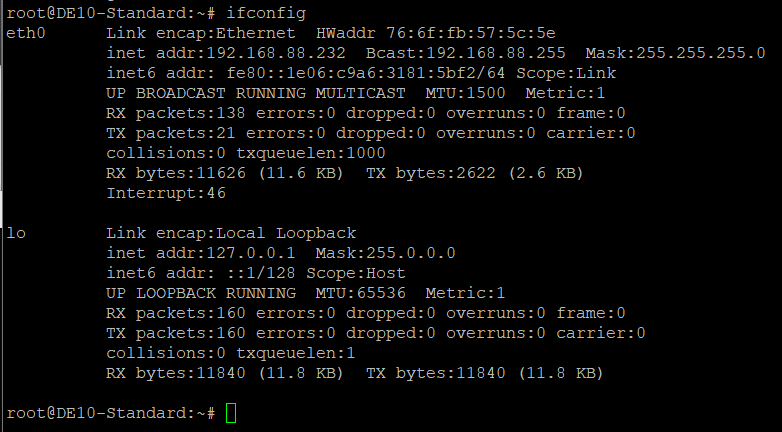 root@DE10-Standard:~# ifconfig
eth0      Link encap:Ethernet  HWaddr 76:6f:fb:57:5c:5e
          inet addr:192.168.88.232  Bcast:192.168.88.255  Mask:255.255.255.0
          inet6 addr: fe80::1e06:c9a6:3181:5bf2/64 Scope:Link
          UP BROADCAST RUNNING MULTICAST  MTU:1500  Metric:1
          RX packets:138 errors:0 dropped:0 overruns:0 frame:0
          TX packets:21 errors:0 dropped:0 overruns:0 carrier:0
          collisions:0 txqueuelen:1000
          RX bytes:11626 (11.6 KB)  TX bytes:2622 (2.6 KB)
          Interrupt:46

lo        Link encap:Local Loopback
          inet addr:127.0.0.1  Mask:255.0.0.0
          inet6 addr: ::1/128 Scope:Host
          UP LOOPBACK RUNNING  MTU:65536  Metric:1
          RX packets:160 errors:0 dropped:0 overruns:0 frame:0
          TX packets:160 errors:0 dropped:0 overruns:0 carrier:0
          collisions:0 txqueuelen:1
          RX bytes:11840 (11.8 KB)  TX bytes:11840 (11.8 KB)

root@DE10-Standard:~#